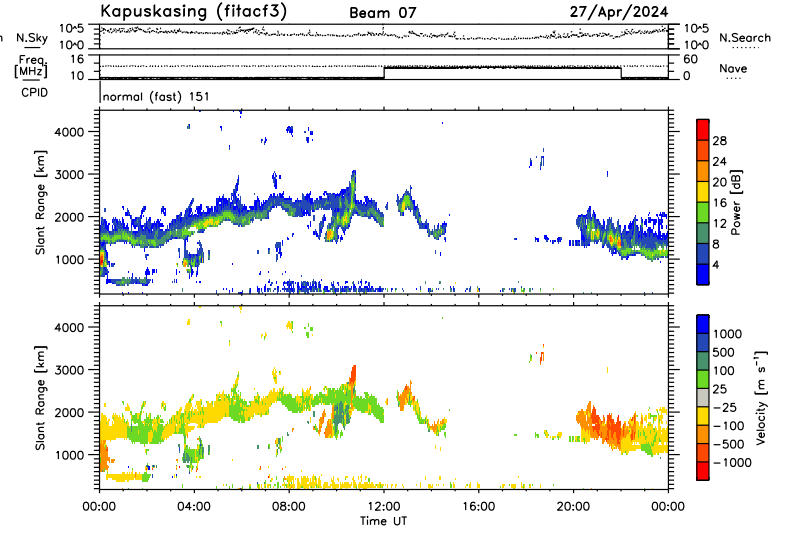 Kapuskasing (fitacf3) Beam 07 27/Apr/2024
N.Sky 10^5 10^0 10^5 10^0 N.Search
Freq. [MHz] 16 10 60 0 Nave
CPID normal (fast) 151
Slant Range [km] 4000 3000 2000 1000
28 24 20 16 12 8 4 Power [dB]
Slant Range [km] 4000 3000 2000 1000
1000 500 100 25 -25 -100 -500 -1000 Velocity [m s⁻¹]
00:00 04:00 08:00 12:00 16:00 20:00 00:00
Time UT